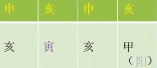 申 亥 申 亥
亥 寅 亥 甲
（阳）